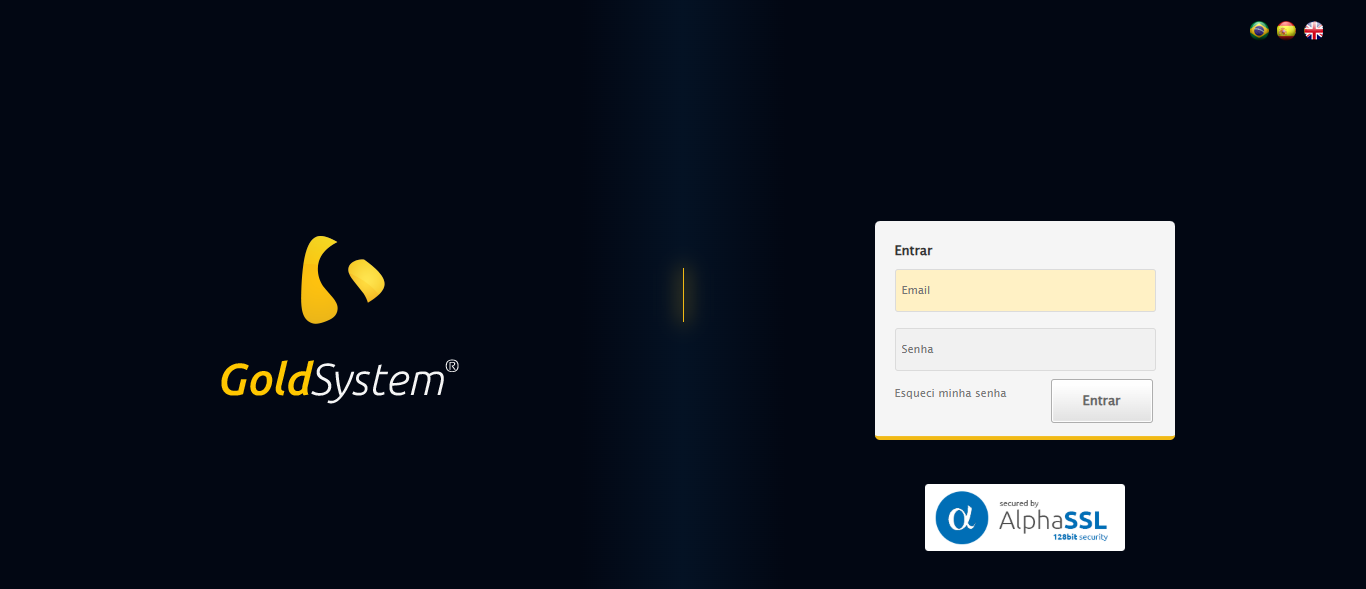 GoldSystem®
Entrar
Email
Senha
Esqueci minha senha
Entrar
α
secured by
AlphaSSL
128bit security